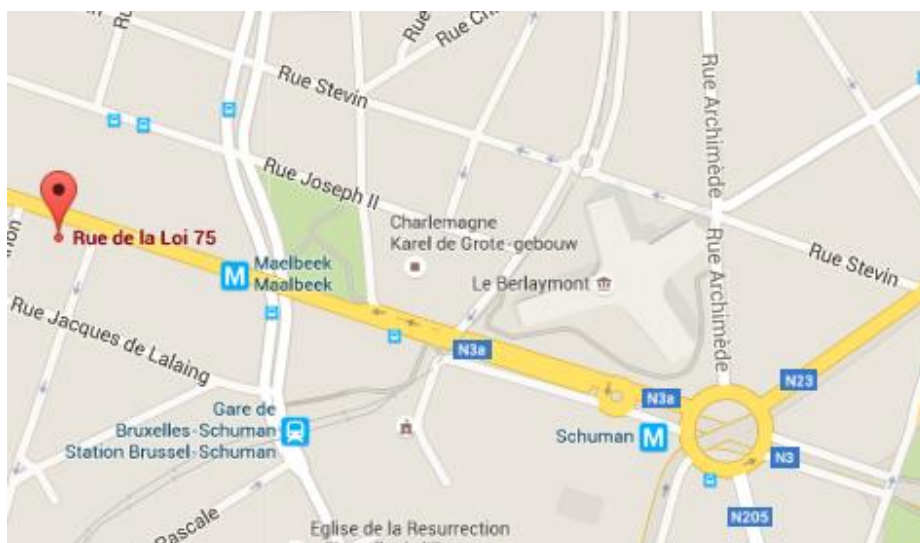 Rue Stevin
Rue Archimède
Rue Joseph II
Charlemagne
Karel de Grote-gebouw
Rue de la Loi 75
Maelbeek
Maalbeek
M
Le Berlaymont
Rue Archimède
Rue Stevin
Rue Jacques de Lalaing
N3a
N3a
N23
Gare de
Bruxelles-Schuman
Station Brussel-Schuman
Schuman
M
N3
N205
Pascale
Eglise de la Resurrection